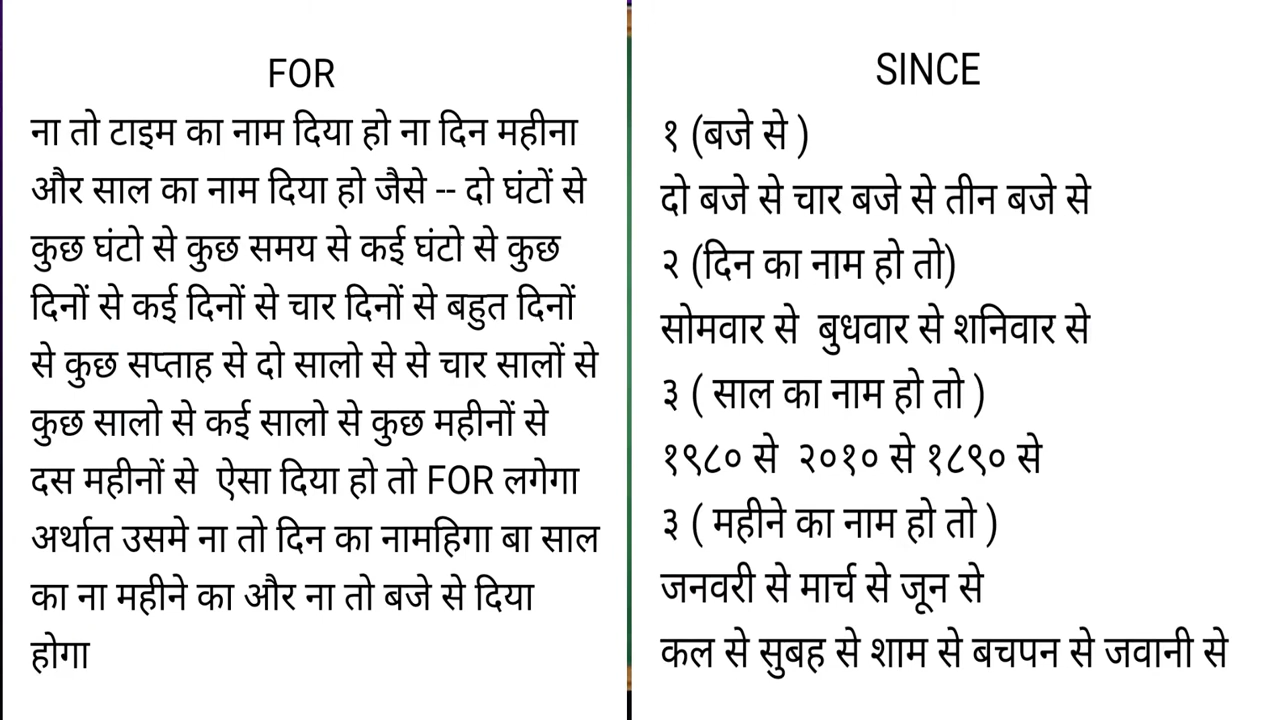 FOR
ना तो टाइम का नाम दिया हो ना दिन महीना
और साल का नाम दिया हो जैसे -- दो घंटों से
कुछ घंटो से कुछ समय से कई घंटो से कुछ
दिनों से कई दिनों से चार दिनों से बहुत दिनों
से कुछ सप्ताह से दो सालो से से चार सालों से
कुछ सालो से कई सालो से कुछ महीनों से
दस महीनों से ऐसा दिया हो तो FOR लगेगा
अर्थात उसमे ना तो दिन का नामहिगा बा साल
का ना महीने का और ना तो बजे से दिया
होगा
SINCE
१ (बजे से )
दो बजे से चार बजे से तीन बजे से
२ (दिन का नाम हो तो)
सोमवार से बुधवार से शनिवार से
३ ( साल का नाम हो तो )
१९८० से २०१० से १८९० से
३ ( महीने का नाम हो तो )
जनवरी से मार्च से जून से
कल से सुबह से शाम से बचपन से जवानी से